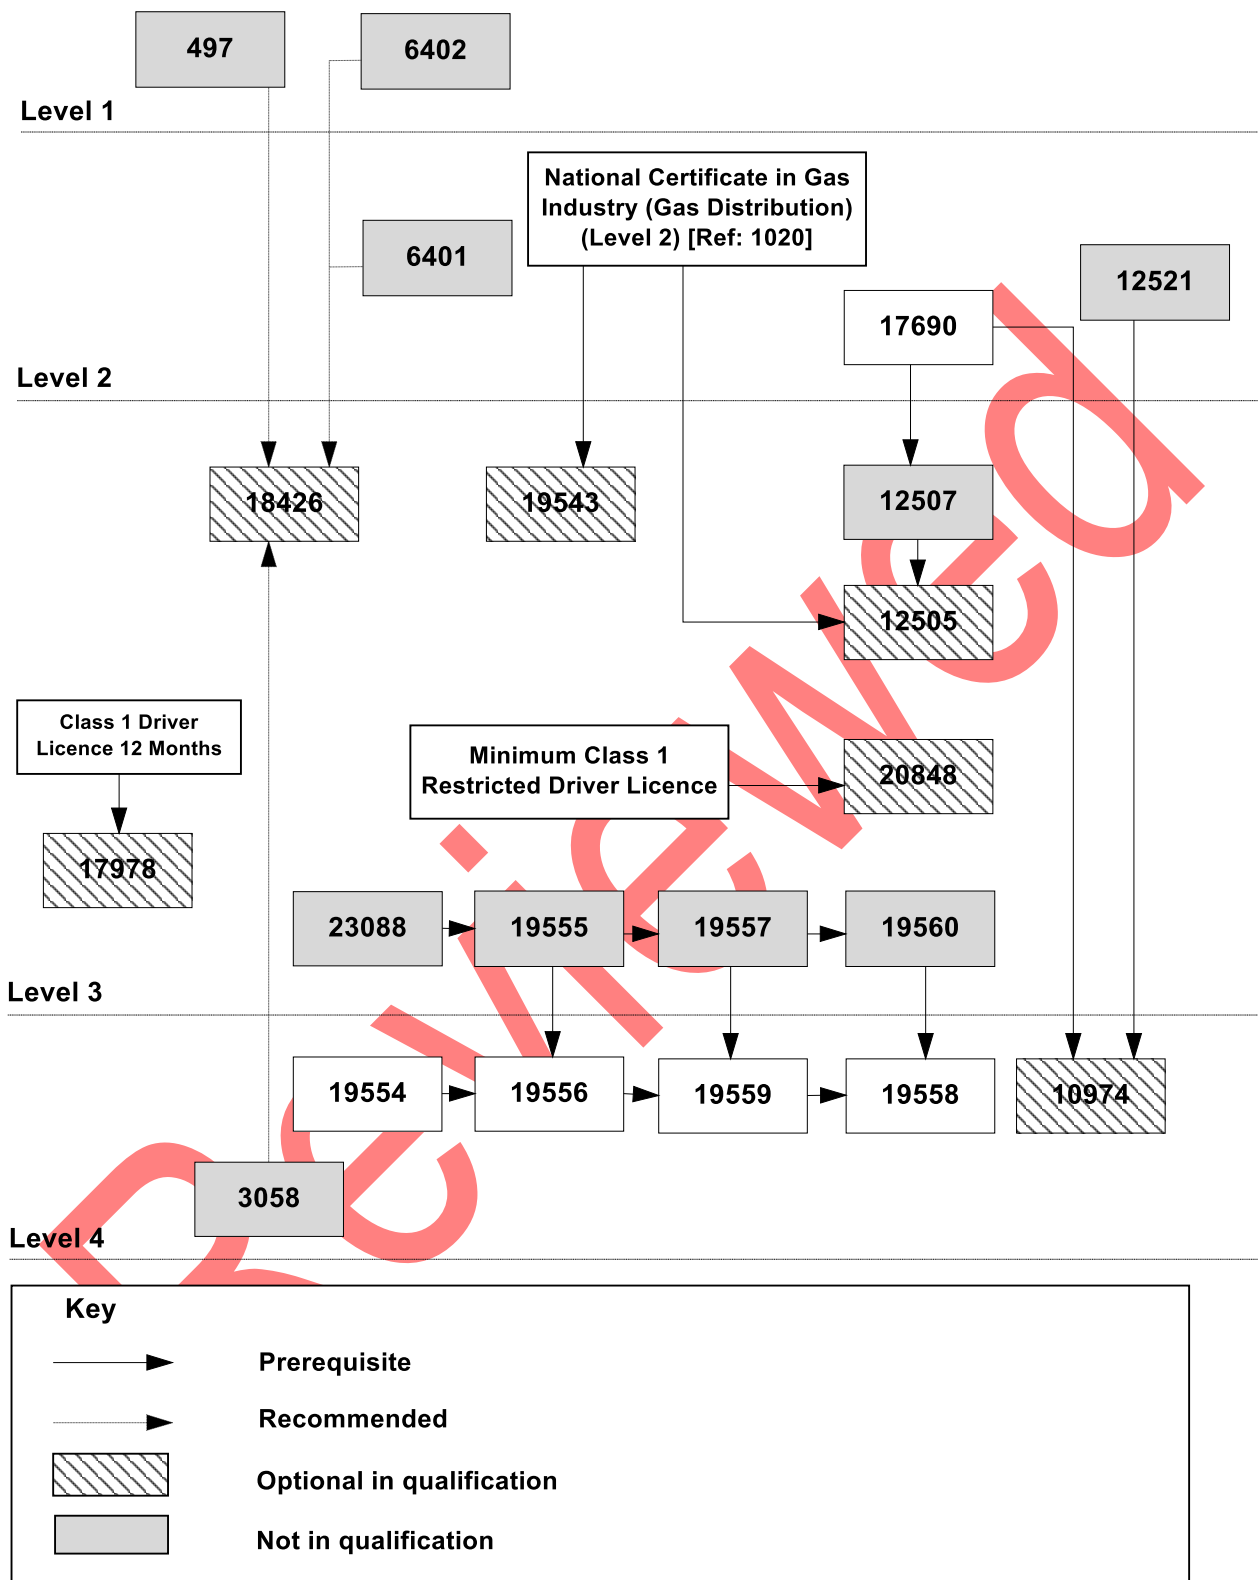 497
6402
Level 1
National Certificate in Gas
Industry (Gas Distribution)
(Level 2) [Ref: 1020]
6401
12521
17690
Level 2
18426
19543
12507
12505
Class 1 Driver
Licence 12 Months
Minimum Class 1
Restricted Driver Licence
20848
17978
23088
19555
19557
19560
Level 3
19554
19556
19559
19558
10974
3058
Level 4
Reviewed
Key
Prerequisite
Recommended
Optional in qualification
Not in qualification